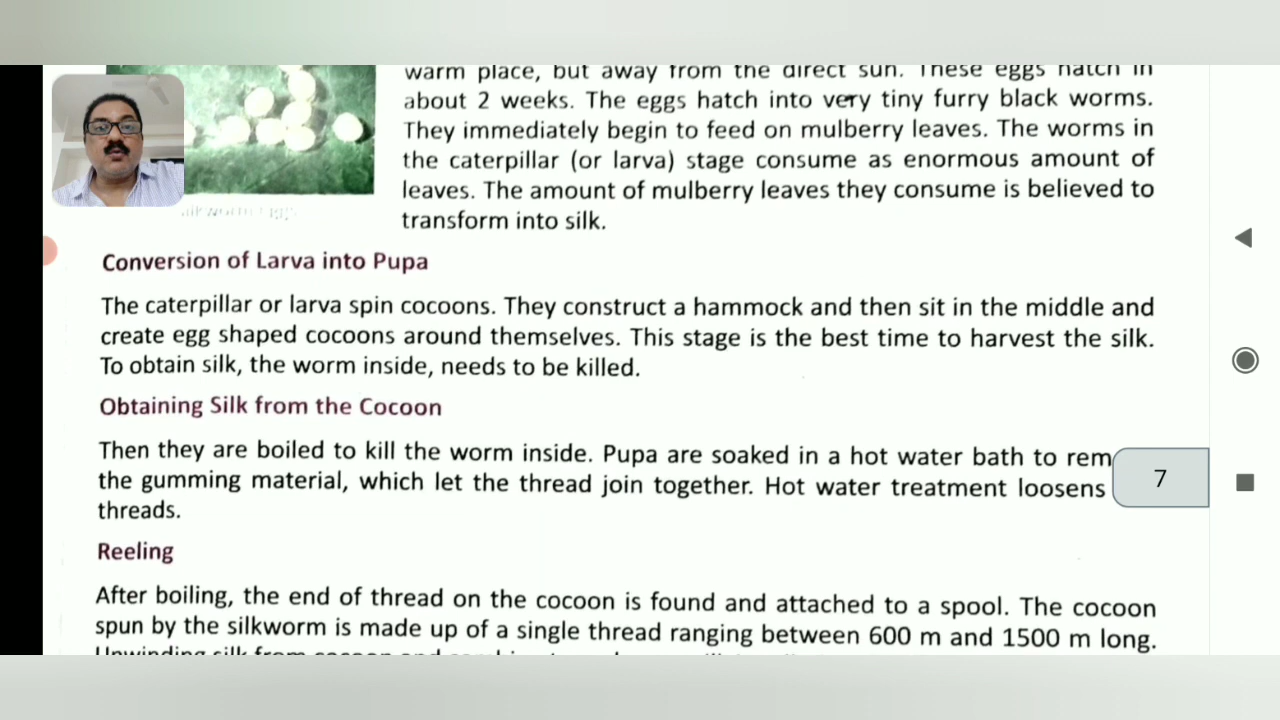 warm place, but away from the direct sun. These eggs hatch in
about 2 weeks. The eggs hatch into very tiny furry black worms.
They immediately begin to feed on mulberry leaves. The worms in
the caterpillar (or larva) stage consume as enormous amount of
leaves. The amount of mulberry leaves they consume is believed to
transform into silk.
Conversion of Larva into Pupa
The caterpillar or larva spin cocoons. They construct a hammock and then sit in the middle and
create egg shaped cocoons around themselves. This stage is the best time to harvest the silk.
To obtain silk, the worm inside, needs to be killed.
Obtaining Silk from the Cocoon
Then they are boiled to kill the worm inside. Pupa are soaked in a hot water bath to rem
the gumming material, which let the thread join together. Hot water treatment loosens
threads.
7
Reeling
After boiling, the end of thread on the cocoon is found and attached to a spool. The cocoon
spun by the silkworm is made up of a single thread ranging between 600 m and 1500 m long.
Unwinding silk from cocoon and